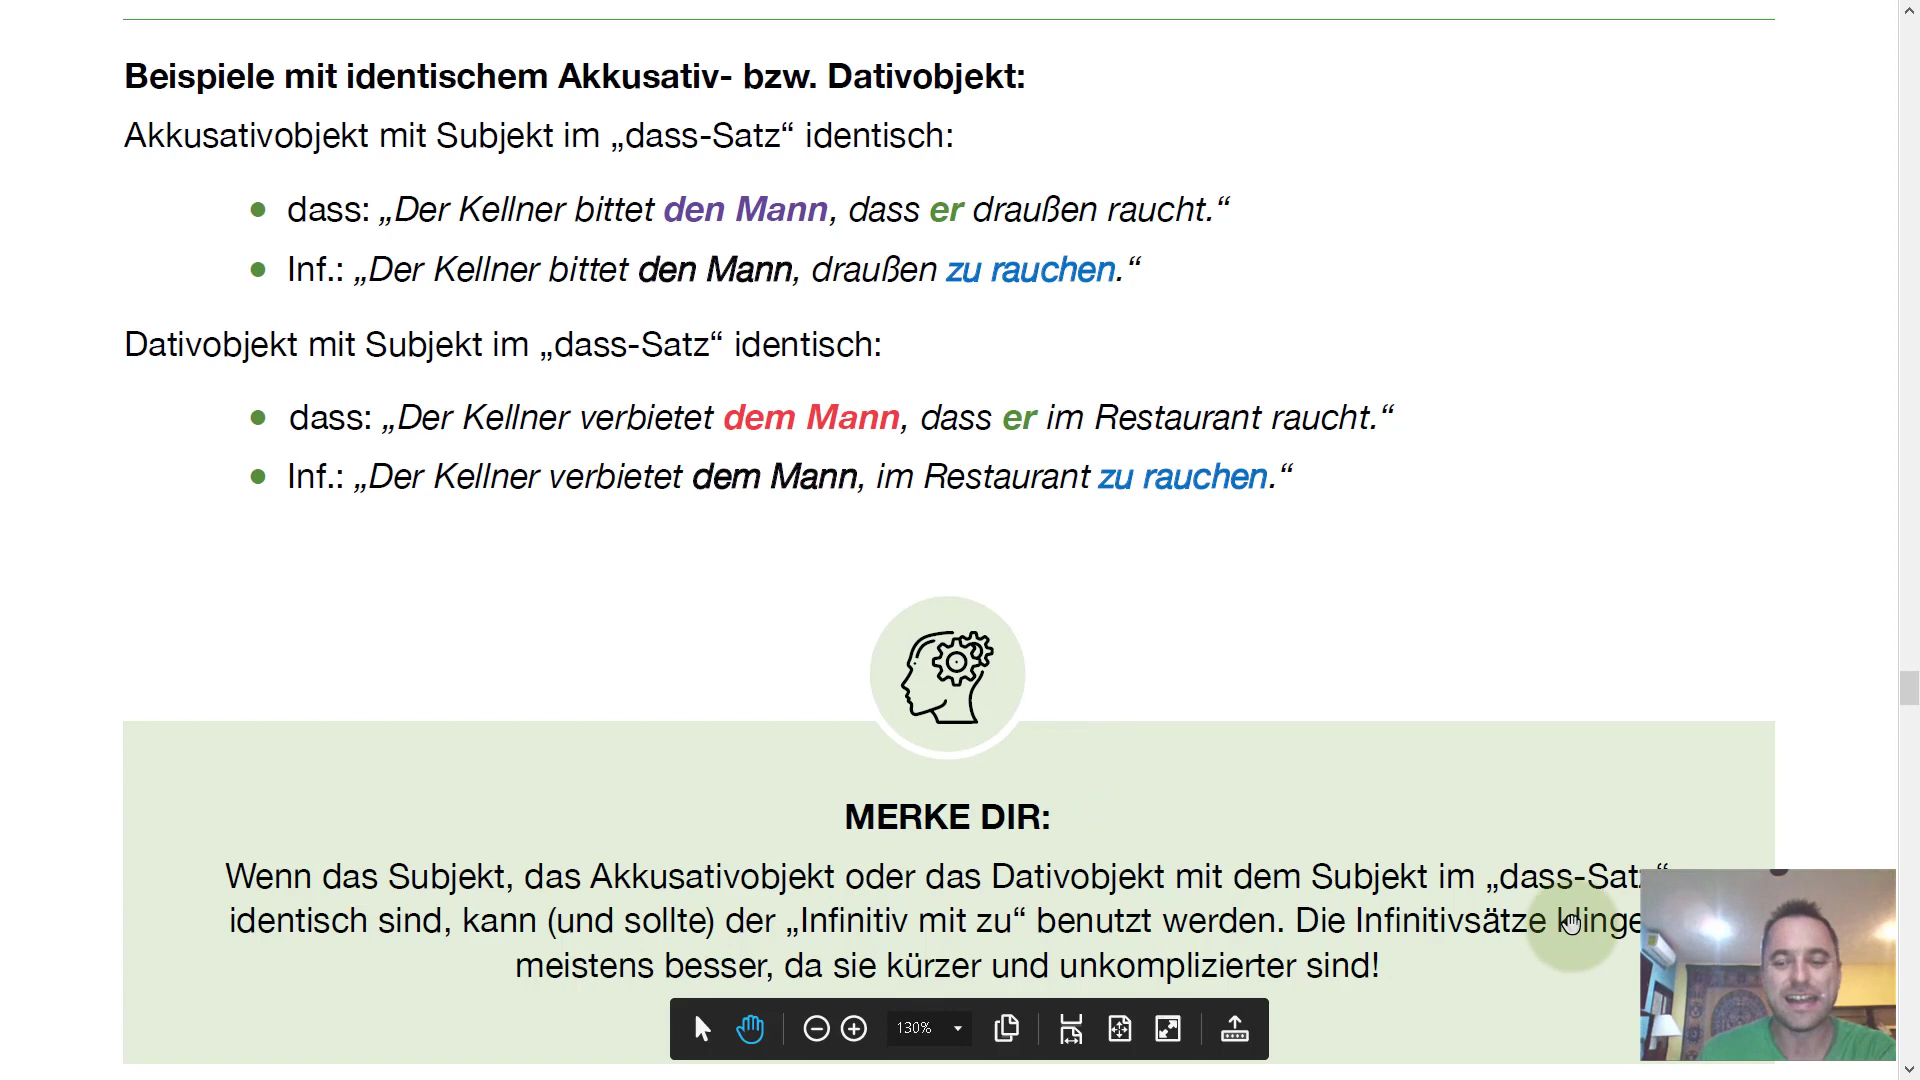 Beispiele mit identischem Akkusativ- bzw. Dativobjekt:
Akkusativobjekt mit Subjekt im „dass-Satz“ identisch:
• dass: „Der Kellner bittet den Mann, dass er draußen raucht.“
• Inf.: „Der Kellner bittet den Mann, draußen zu rauchen.“
Dativobjekt mit Subjekt im „dass-Satz“ identisch:
• dass: „Der Kellner verbietet dem Mann, dass er im Restaurant raucht.“
• Inf.: „Der Kellner verbietet dem Mann, im Restaurant zu rauchen.“
MERKE DIR:
Wenn das Subjekt, das Akkusativobjekt oder das Dativobjekt mit dem Subjekt im „dass-Satz“
identisch sind, kann (und sollte) der „Infinitiv mit zu“ benutzt werden. Die Infinitivsätze
meistens besser, da sie kürzer und unkomplizierter sind!
130%